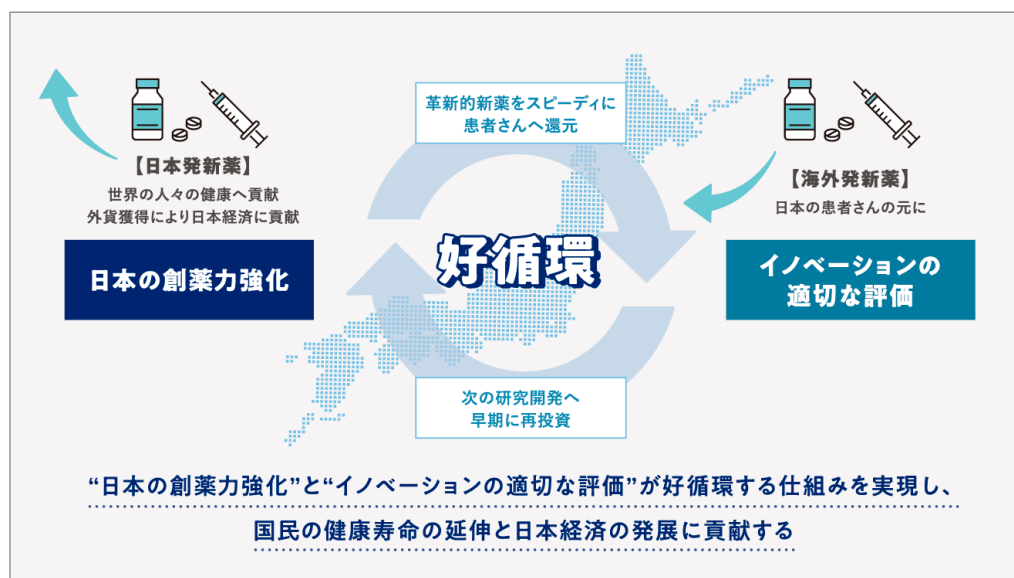 革新的新薬をスピーディに
患者さんへ還元
【日本発新薬】
世界の人々の健康へ貢献
外貨獲得により日本経済に貢献
日本の創薬力強化
好循環
【海外発新薬】
日本の患者さんの元に
イノベーションの
適切な評価
次の研究開発へ
早期に再投資
“日本の創薬力強化”と“イノベーションの適切な評価”が好循環する仕組みを実現し、
国民の健康寿命の延伸と日本経済の発展に貢献する